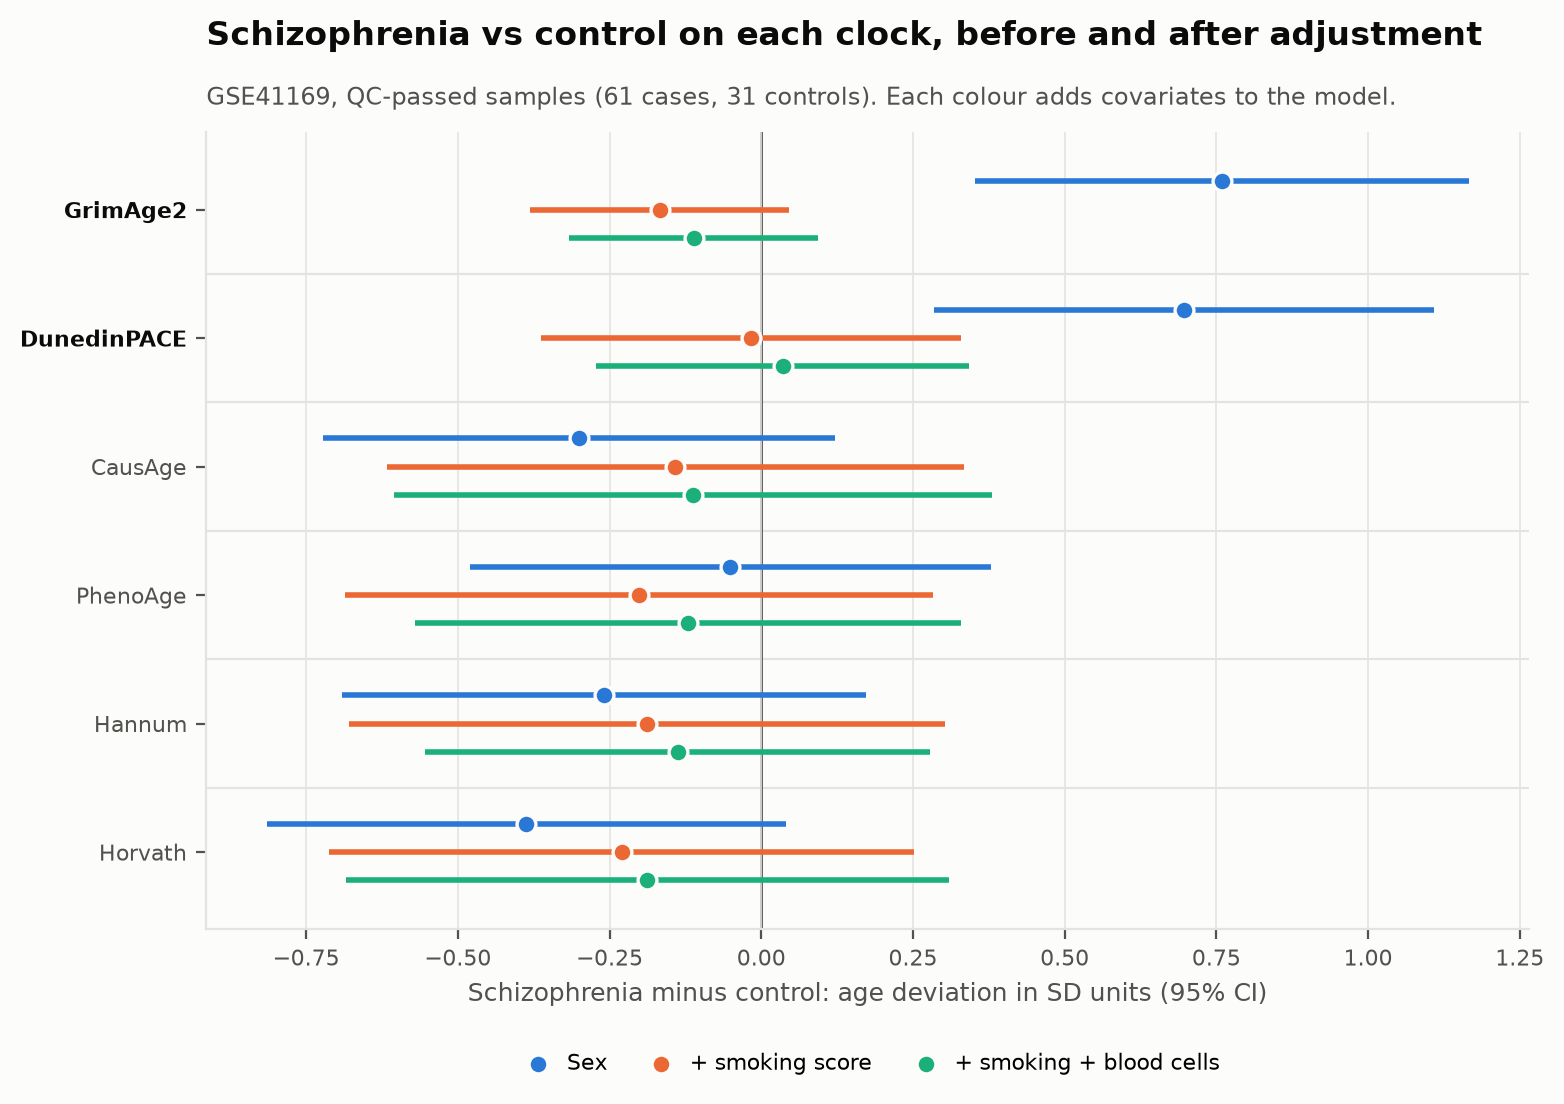 Schizophrenia vs control on each clock, before and after adjustment
GSE41169, QC-passed samples (61 cases, 31 controls). Each colour adds covariates to the model.
GrimAge2
DunedinPACE
CausAge
PhenoAge
Hannum
Horvath
−0.75 −0.50 −0.25 0.00 0.25 0.50 0.75 1.00 1.25
Schizophrenia minus control: age deviation in SD units (95% CI)
Sex + smoking score + smoking + blood cells